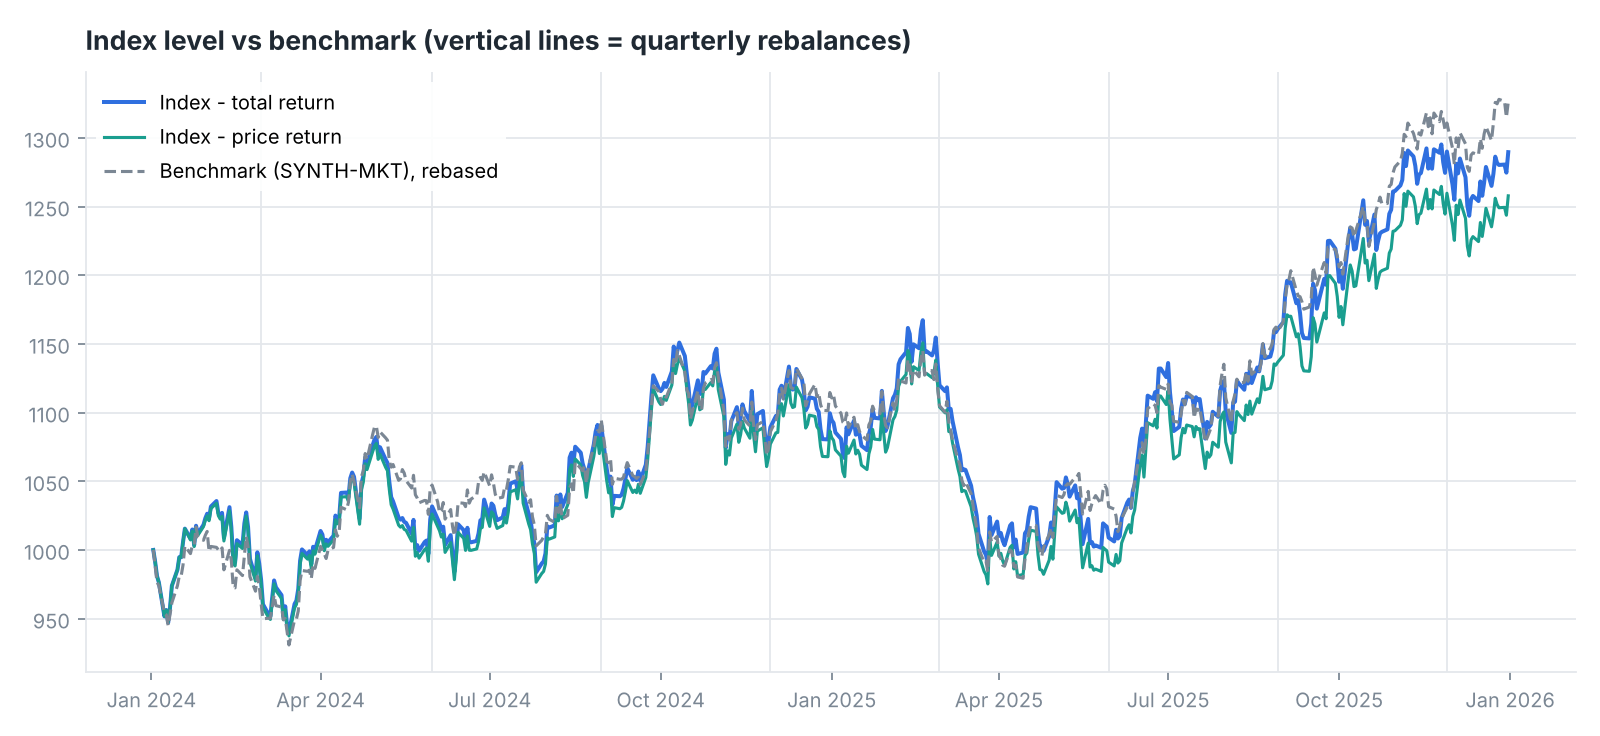 Index level vs benchmark (vertical lines = quarterly rebalances)
Index - total return
Index - price return
Benchmark (SYNTH-MKT), rebased
1300
1250
1200
1150
1100
1050
1000
950
Jan 2024
Apr 2024
Jul 2024
Oct 2024
Jan 2025
Apr 2025
Jul 2025
Oct 2025
Jan 2026